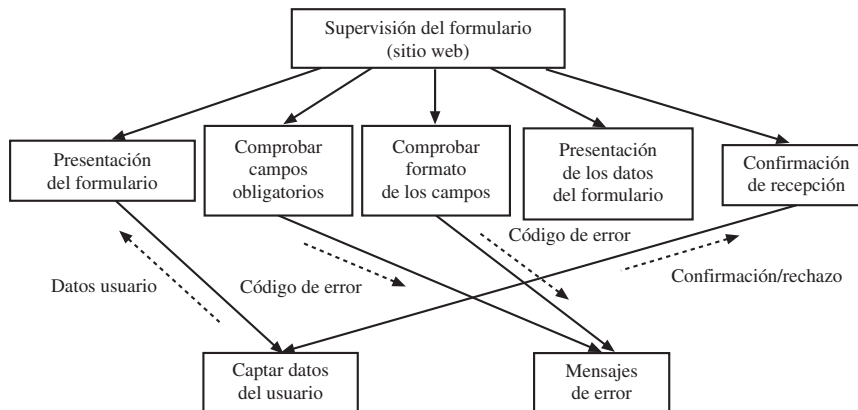 Supervisión del formulario
(sitio web)
Presentación
del formulario
Comprobar
campos
obligatorios
Comprobar
formato
de los campos
Presentación
de los datos
del formulario
Confirmación
de recepción
Código de error
Datos usuario
Código de error
Confirmación/rechazo
Captar datos
del usuario
Mensajes
de error